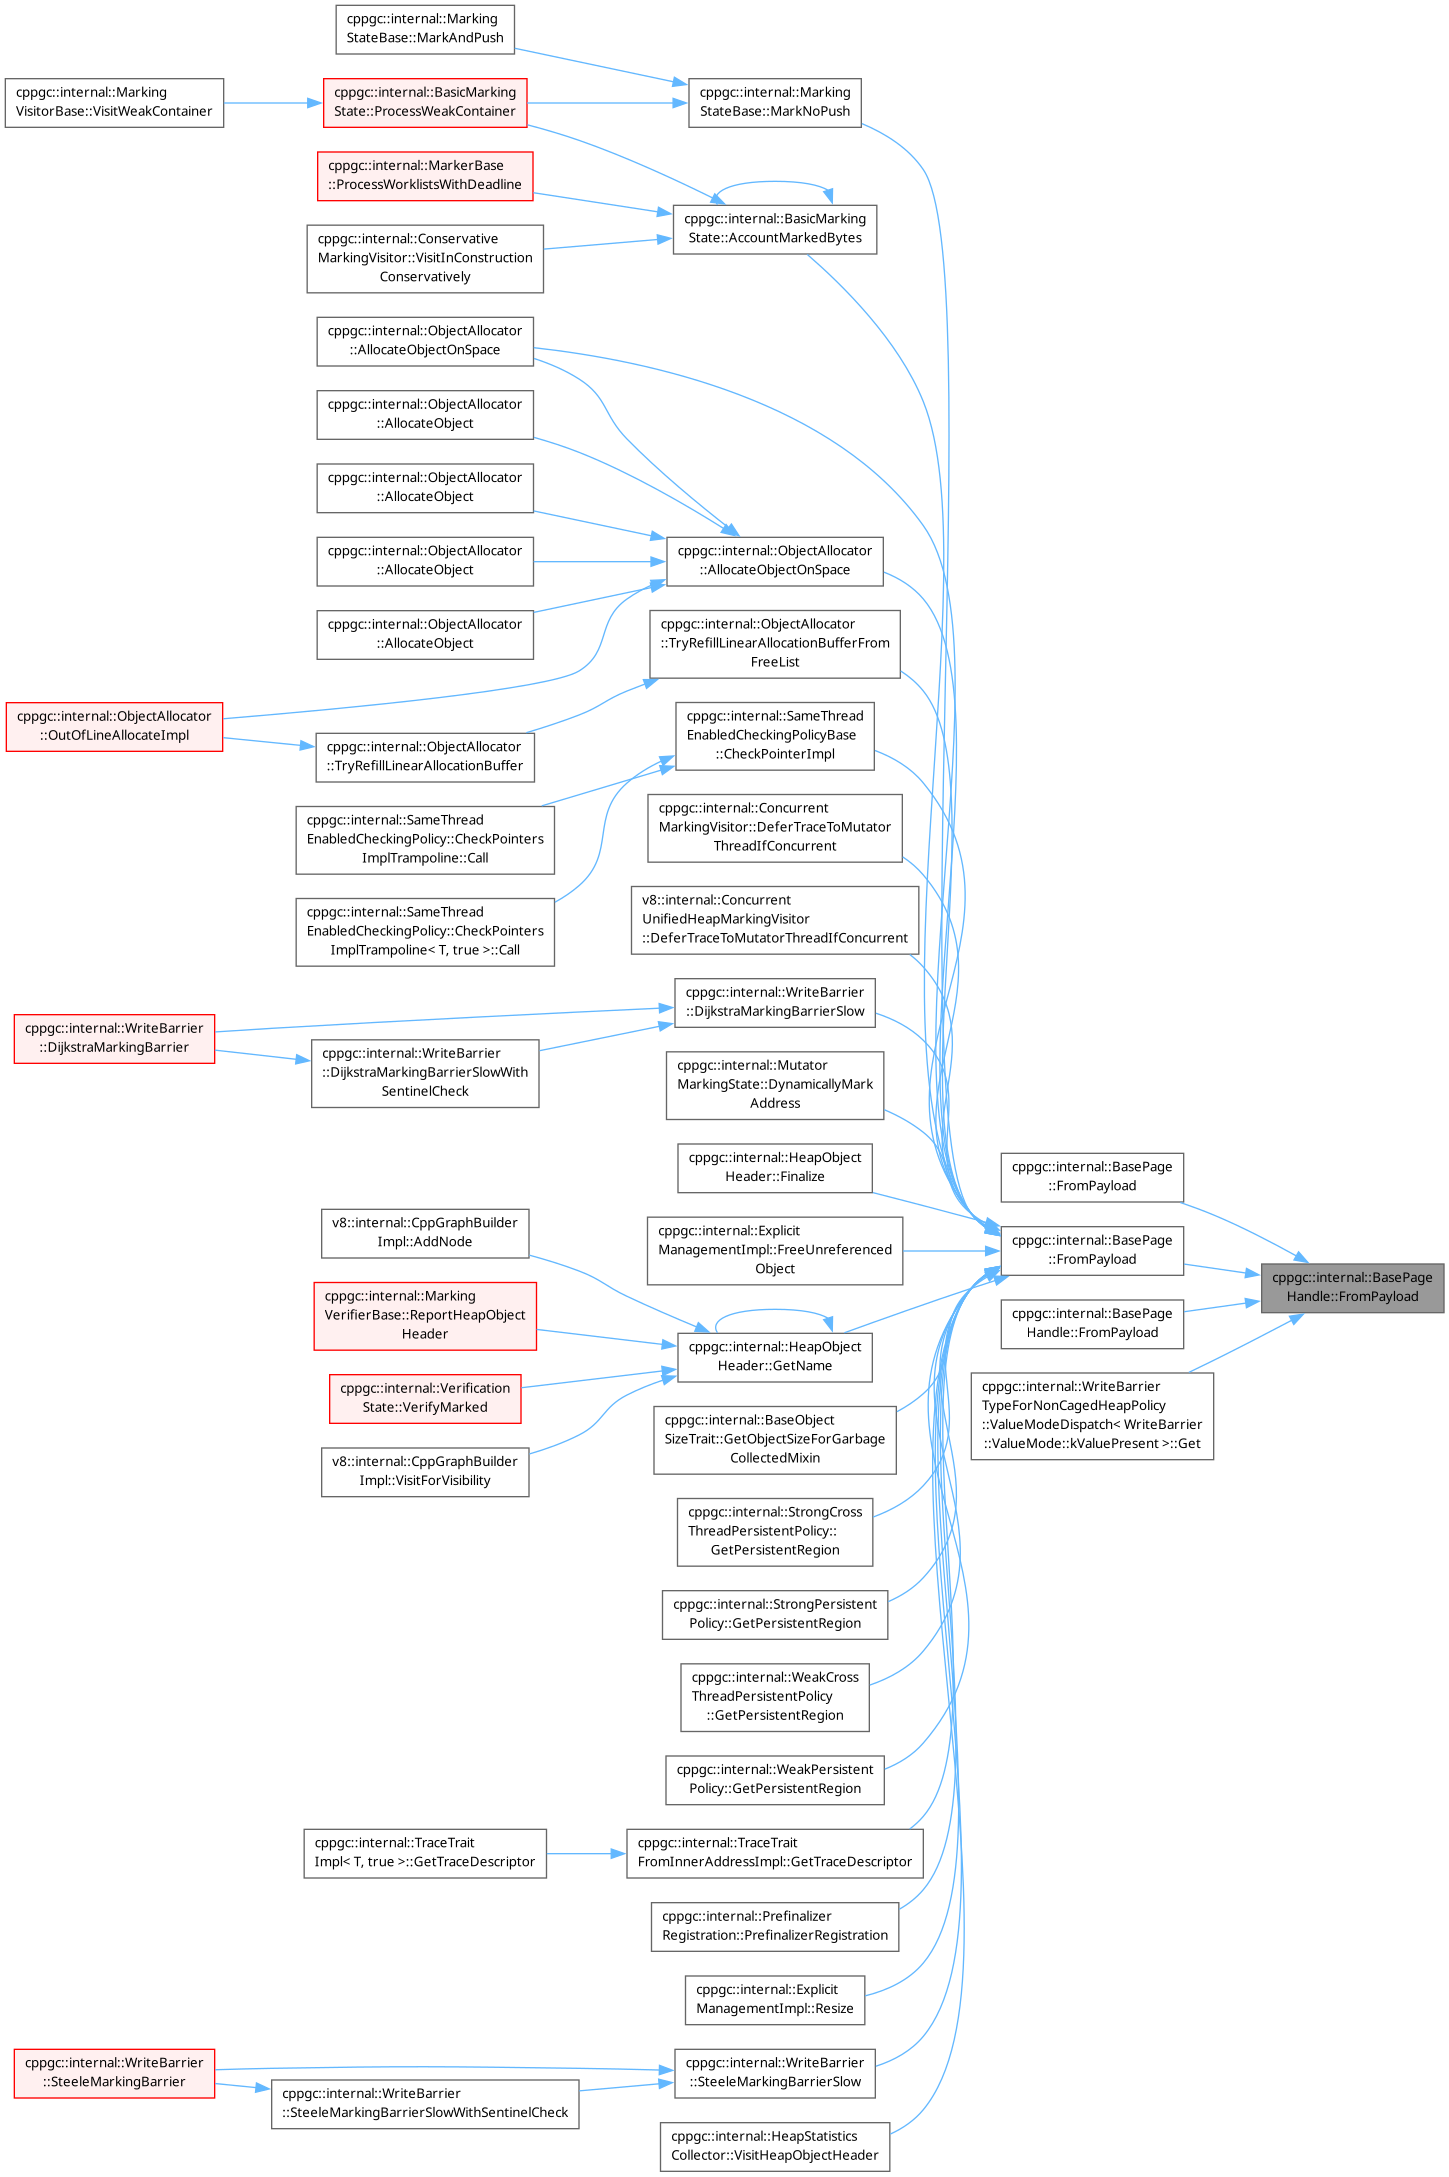 cppgc::internal::Marking
StateBase::MarkAndPush
cppgc::internal::Marking
VisitorBase::VisitWeakContainer
cppgc::internal::BasicMarking
State::ProcessWeakContainer
cppgc::internal::Marking
StateBase::MarkNoPush
cppgc::internal::MarkerBase
::ProcessWorklistsWithDeadline
cppgc::internal::BasicMarking
State::AccountMarkedBytes
cppgc::internal::Conservative
MarkingVisitor::VisitInConstruction
Conservatively
cppgc::internal::ObjectAllocator
::AllocateObjectOnSpace
cppgc::internal::ObjectAllocator
::AllocateObject
cppgc::internal::ObjectAllocator
::AllocateObject
cppgc::internal::ObjectAllocator
::AllocateObject
cppgc::internal::ObjectAllocator
::AllocateObjectOnSpace
cppgc::internal::ObjectAllocator
::AllocateObject
cppgc::internal::ObjectAllocator
::TryRefillLinearAllocationBufferFrom
FreeList
cppgc::internal::ObjectAllocator
::OutOfLineAllocateImpl
cppgc::internal::ObjectAllocator
::TryRefillLinearAllocationBuffer
cppgc::internal::SameThread
EnabledCheckingPolicyBase
::CheckPointerImpl
cppgc::internal::SameThread
EnabledCheckingPolicy::CheckPointers
ImplTrampoline::Call
cppgc::internal::Concurrent
MarkingVisitor::DeferTraceToMutator
ThreadIfConcurrent
cppgc::internal::SameThread
EnabledCheckingPolicy::CheckPointers
ImplTrampoline< T, true >::Call
v8::internal::Concurrent
UnifiedHeapMarkingVisitor
::DeferTraceToMutatorThreadIfConcurrent
cppgc::internal::WriteBarrier
::DijkstraMarkingBarrierSlow
cppgc::internal::WriteBarrier
::DijkstraMarkingBarrier
cppgc::internal::WriteBarrier
::DijkstraMarkingBarrierSlowWith
SentinelCheck
cppgc::internal::Mutator
MarkingState::DynamicallyMark
Address
cppgc::internal::HeapObject
Header::Finalize
cppgc::internal::BasePage
::FromPayload
v8::internal::CppGraphBuilder
Impl::AddNode
cppgc::internal::Explicit
ManagementImpl::FreeUnreferenced
Object
cppgc::internal::BasePage
::FromPayload
cppgc::internal::BasePage
Handle::FromPayload
cppgc::internal::Marking
VerifierBase::ReportHeapObject
Header
cppgc::internal::BasePage
Handle::FromPayload
cppgc::internal::HeapObject
Header::GetName
cppgc::internal::Verification
State::VerifyMarked
cppgc::internal::WriteBarrier
TypeForNonCagedHeapPolicy
::ValueModeDispatch< WriteBarrier
::ValueMode::kValuePresent >::Get
v8::internal::CppGraphBuilder
Impl::VisitForVisibility
cppgc::internal::BaseObject
SizeTrait::GetObjectSizeForGarbage
CollectedMixin
cppgc::internal::StrongCross
ThreadPersistentPolicy::
GetPersistentRegion
cppgc::internal::StrongPersistent
Policy::GetPersistentRegion
cppgc::internal::WeakCross
ThreadPersistentPolicy
::GetPersistentRegion
cppgc::internal::WeakPersistent
Policy::GetPersistentRegion
cppgc::internal::TraceTrait
Impl< T, true >::GetTraceDescriptor
cppgc::internal::TraceTrait
FromInnerAddressImpl::GetTraceDescriptor
cppgc::internal::Prefinalizer
Registration::PrefinalizerRegistration
cppgc::internal::Explicit
ManagementImpl::Resize
cppgc::internal::WriteBarrier
::SteeleMarkingBarrier
cppgc::internal::WriteBarrier
::SteeleMarkingBarrierSlow
cppgc::internal::WriteBarrier
::SteeleMarkingBarrierSlowWithSentinelCheck
cppgc::internal::HeapStatistics
Collector::VisitHeapObjectHeader